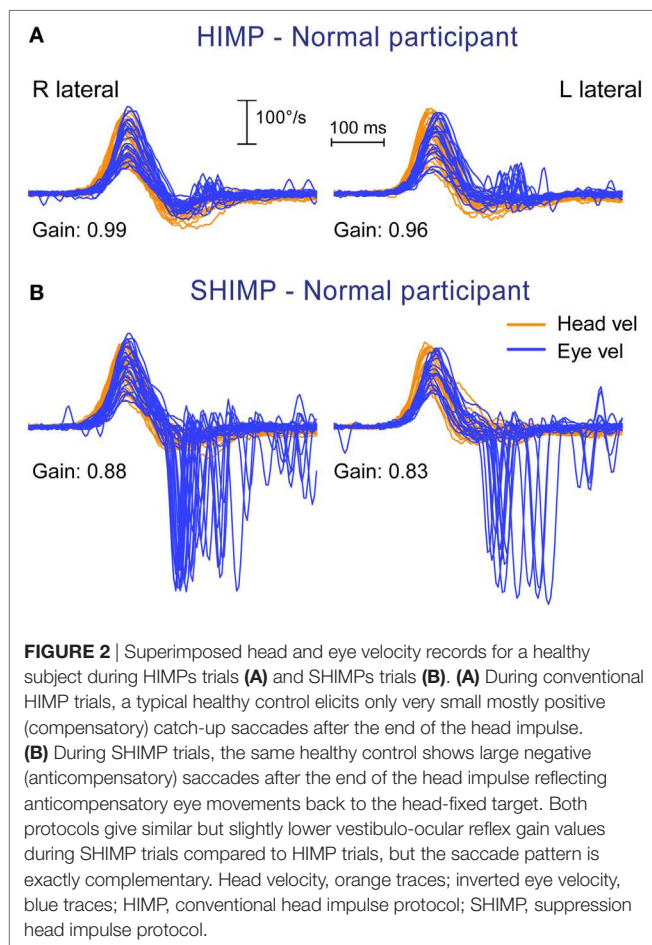 A
HIMP - Normal participant
R lateral
L lateral
100°/s
100 ms
Gain: 0.99
Gain: 0.96
B
SHIMP - Normal participant
Head vel
Eye vel
Gain: 0.88
Gain: 0.83
FIGURE 2 | Superimposed head and eye velocity records for a healthy
subject during HIMPs trials (A) and SHIMPs trials (B). (A) During conventional
HIMP trials, a typical healthy control elicits only very small mostly positive
(compensatory) catch-up saccades after the end of the head impulse.
(B) During SHIMP trials, the same healthy control shows large negative
(anticompensatory) saccades after the end of the head impulse reflecting
anticompensatory eye movements back to the head-fixed target. Both
protocols give similar but slightly lower vestibulo-ocular reflex gain values
during SHIMP trials compared to HIMP trials, but the saccade pattern is
exactly complementary. Head velocity, orange traces; inverted eye velocity,
blue traces; HIMP, conventional head impulse protocol; SHIMP, suppression
head impulse protocol.